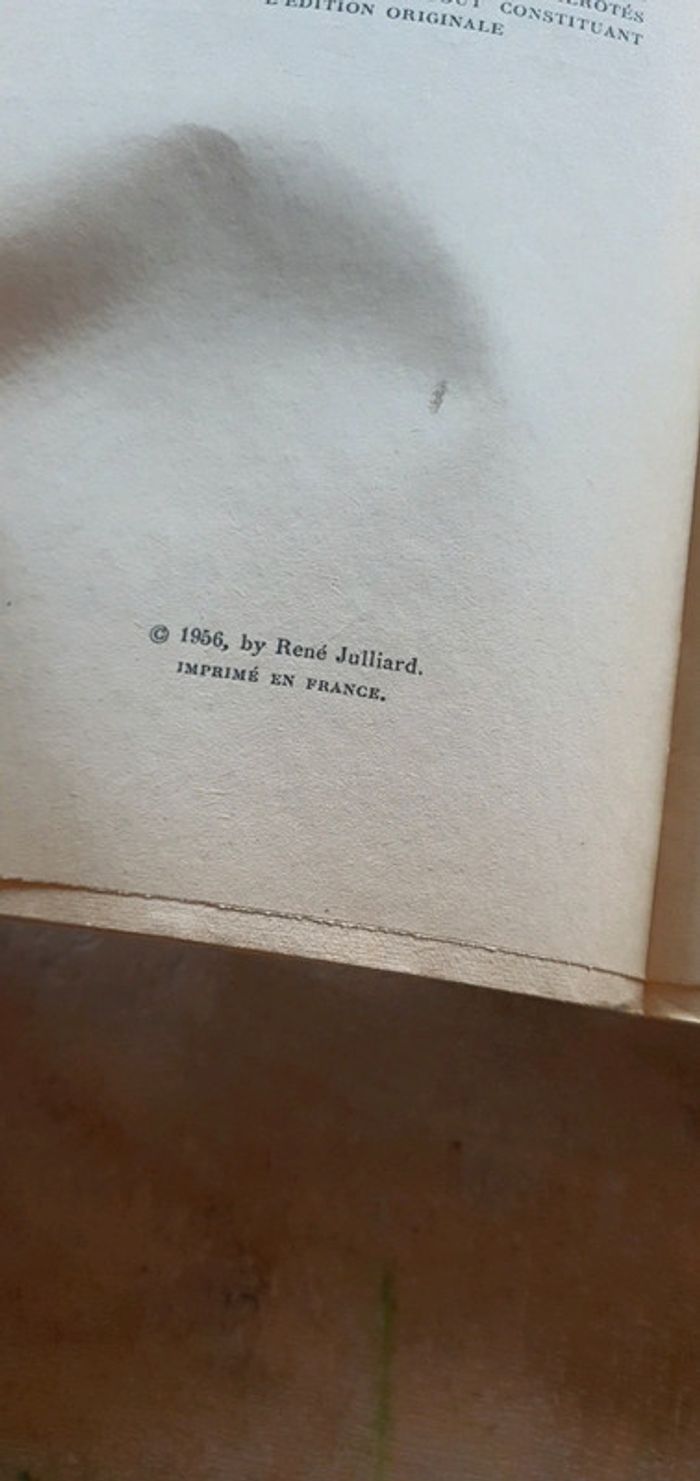 CONSTITUANT
L'ÉDITION ORIGINALE
© 1956, by René Julliard.
IMPRIMÉ EN FRANCE.